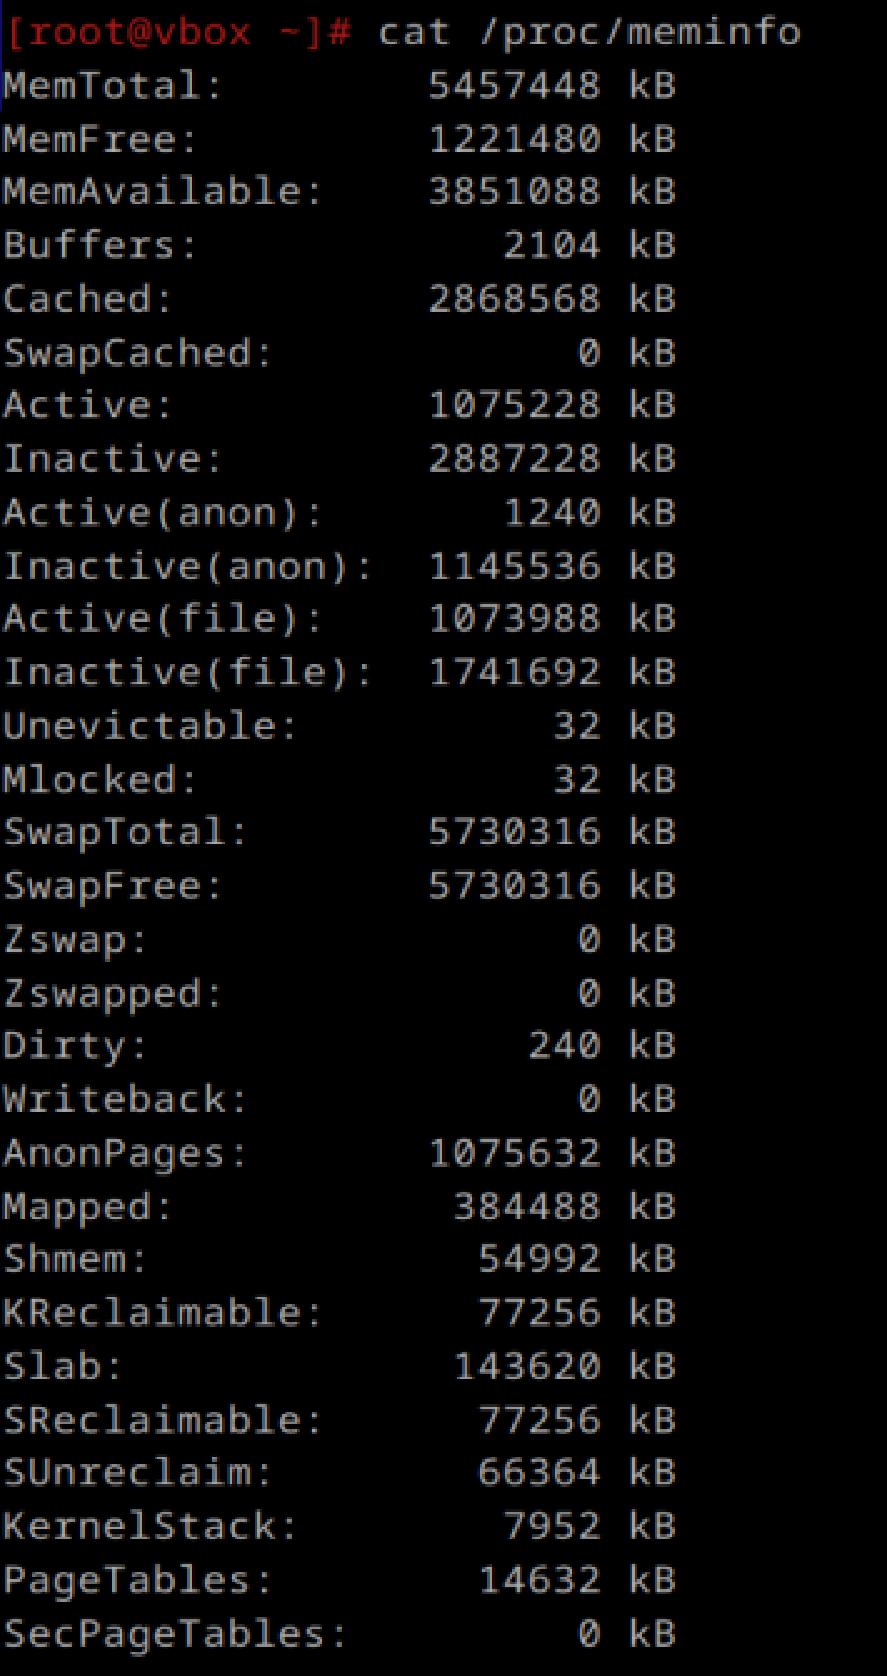 [root@vbox ~]# cat /proc/meminfo
MemTotal:        5457448 kB
MemFree:         1221480 kB
MemAvailable:    3851088 kB
Buffers:            2104 kB
Cached:          2868568 kB
SwapCached:            0 kB
Active:          1075228 kB
Inactive:        2887228 kB
Active(anon):       1240 kB
Inactive(anon):  1145536 kB
Active(file):    1073988 kB
Inactive(file):  1741692 kB
Unevictable:          32 kB
Mlocked:              32 kB
SwapTotal:       5730316 kB
SwapFree:        5730316 kB
Zswap:                 0 kB
Zswapped:              0 kB
Dirty:               240 kB
Writeback:             0 kB
AnonPages:       1075632 kB
Mapped:           384488 kB
Shmem:             54992 kB
KReclaimable:      77256 kB
Slab:             143620 kB
SReclaimable:      77256 kB
SUnreclaim:        66364 kB
KernelStack:        7952 kB
PageTables:        14632 kB
SecPageTables:         0 kB